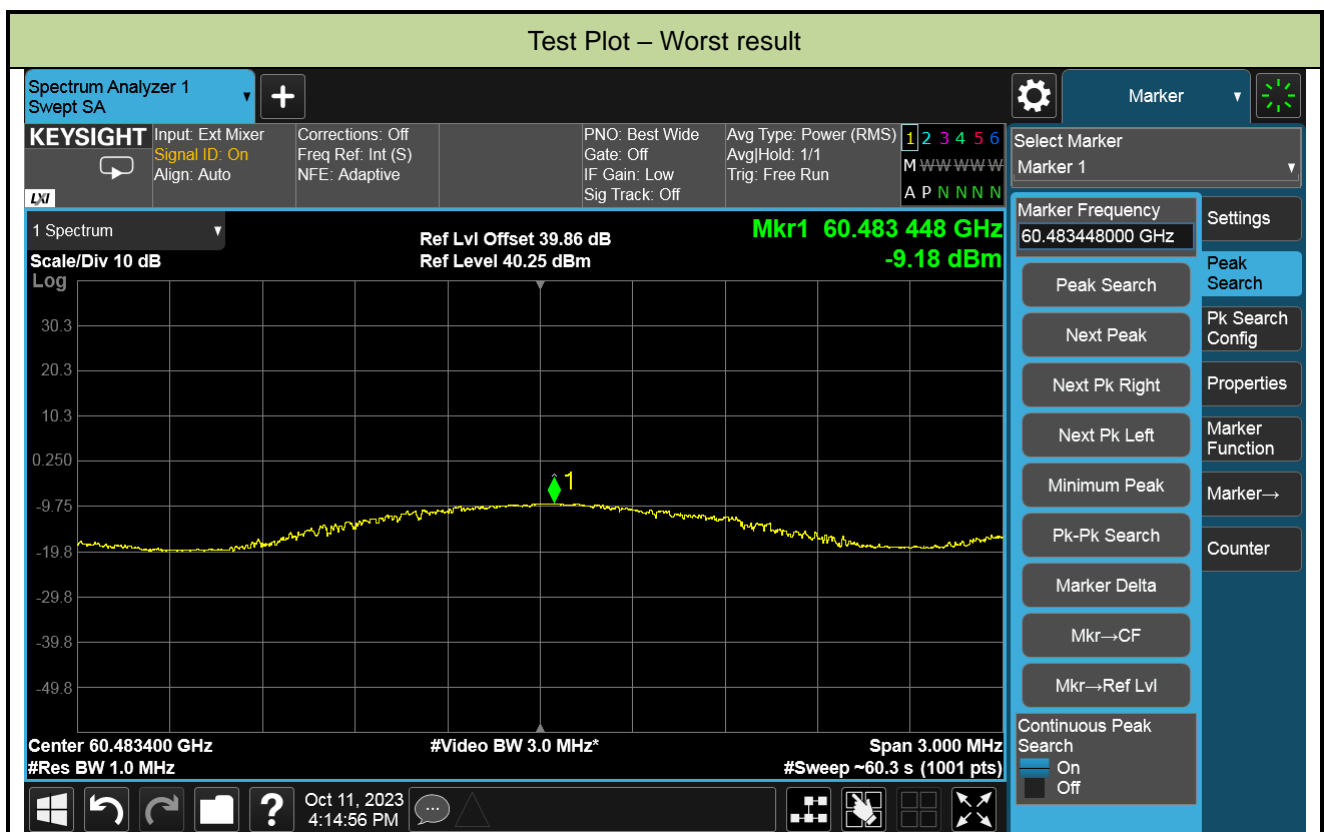 Test Plot – Worst result
Spectrum Analyzer 1
Swept SA
Marker
KEYSIGHT
LXI
Input: Ext Mixer
Signal ID: On
Align: Auto
Corrections: Off
Freq Ref: Int (S)
NFE: Adaptive
PNO: Best Wide
Gate: Off
IF Gain: Low
Sig Track: Off
Avg Type: Power (RMS)
Avg|Hold: 1/1
Trig: Free Run
1 2 3 4 5 6
M W W W W W
A P N N N N
1 Spectrum
Scale/Div 10 dB
Log
Ref Lvl Offset 39.86 dB
Ref Level 40.25 dBm
Mkr1 60.483 448 GHz
-9.18 dBm
30.3
20.3
10.3
0.250
-9.75
-19.8
-29.8
-39.8
-49.8
1
Center 60.483400 GHz
#Res BW 1.0 MHz
#Video BW 3.0 MHz*
Span 3.000 MHz
#Sweep ~60.3 s (1001 pts)
Select Marker
Marker 1
Marker Frequency
60.483448000 GHz
Peak Search
Next Peak
Next Pk Right
Next Pk Left
Minimum Peak
Pk-Pk Search
Marker Delta
Mkr→CF
Mkr→Ref Lvl
Continuous Peak
Search
On
Off
Settings
Peak
Search
Pk Search
Config
Properties
Marker
Function
Marker→
Counter
?
Oct 11, 2023
4:14:56 PM